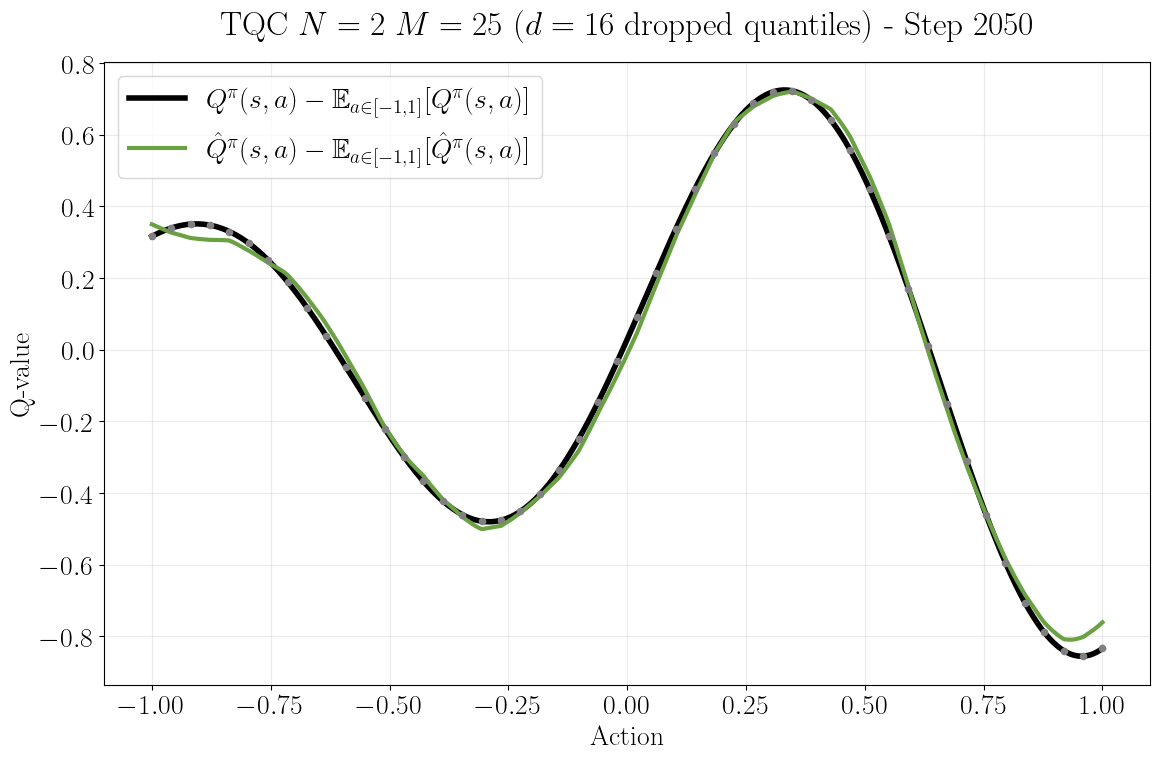 TQC N = 2 M = 25 (d = 16 dropped quantiles) - Step 2050
0.8
Q^π(s, a) − 𝔼_{a∈[−1,1]}[Q^π(s, a)]
Q̂^π(s, a) − 𝔼_{a∈[−1,1]}[Q̂^π(s, a)]
0.6
0.4
0.2
0.0
−0.2
−0.4
−0.6
−0.8
Q-value
−1.00 −0.75 −0.50 −0.25 0.00 0.25 0.50 0.75 1.00
Action